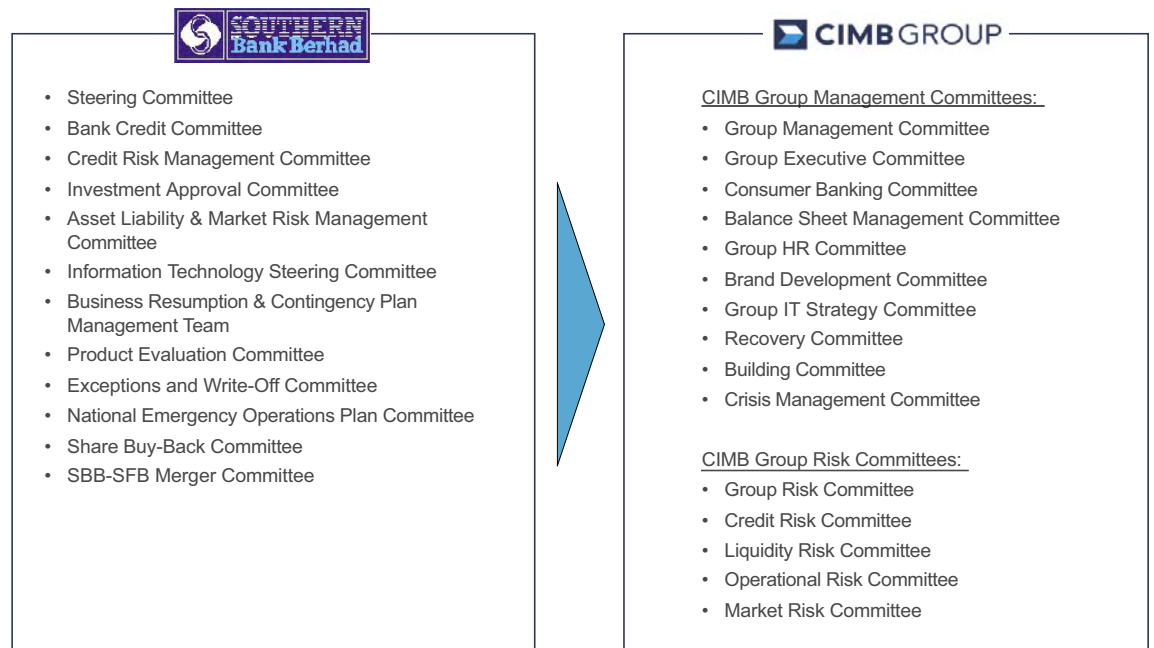 SOUTHERN
Bank Berhad
• Steering Committee
• Bank Credit Committee
• Credit Risk Management Committee
• Investment Approval Committee
• Asset Liability & Market Risk Management
Committee
• Information Technology Steering Committee
• Business Resumption & Contingency Plan
Management Team
• Product Evaluation Committee
• Exceptions and Write-Off Committee
• National Emergency Operations Plan Committee
• Share Buy-Back Committee
• SBB-SFB Merger Committee
CIMB GROUP
CIMB Group Management Committees:
• Group Management Committee
• Group Executive Committee
• Consumer Banking Committee
• Balance Sheet Management Committee
• Group HR Committee
• Brand Development Committee
• Group IT Strategy Committee
• Recovery Committee
• Building Committee
• Crisis Management Committee
CIMB Group Risk Committees:
• Group Risk Committee
• Credit Risk Committee
• Liquidity Risk Committee
• Operational Risk Committee
• Market Risk Committee